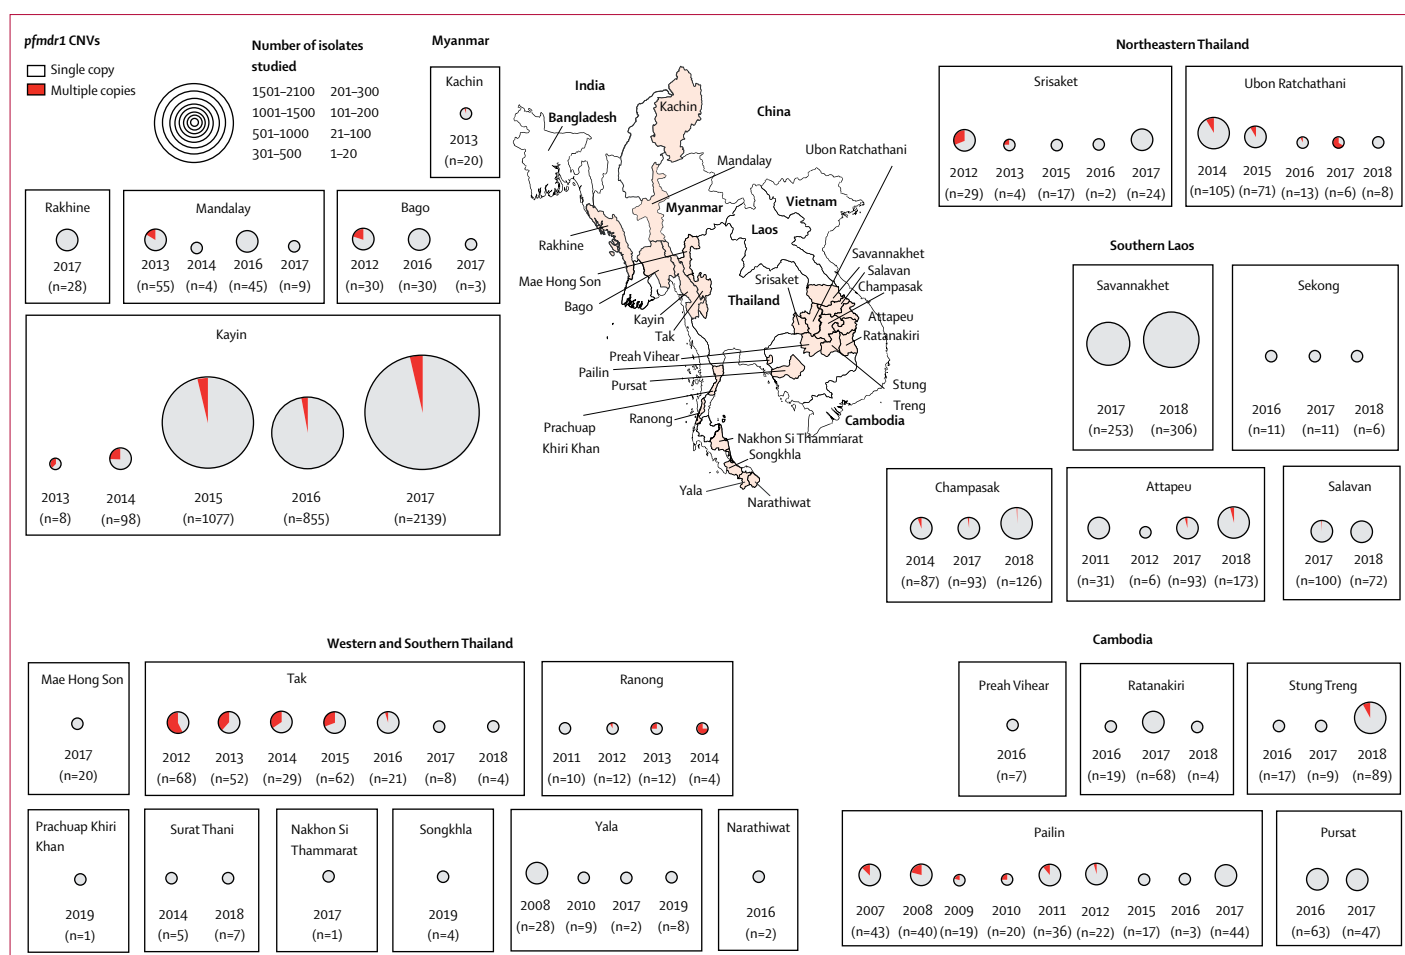 pfmdr1 CNVs
Single copy
Multiple copies
Number of isolates
studied
1501–2100 201–300
1001–1500 101–200
501–1000 21–100
301–500 1–20
Myanmar
Kachin
2013
(n=20)
Rakhine
2017
(n=28)
Mandalay
2013 2014 2016 2017
(n=55) (n=4) (n=45) (n=9)
Bago
2012 2016 2017
(n=30) (n=30) (n=3)
Kayin
2013 2014 2015 2016 2017
(n=8) (n=98) (n=1077) (n=855) (n=2139)
India
Bangladesh
Kachin
China
Mandalay
Ubon Ratchathani
Myanmar
Vietnam
Laos
Rakhine
Savannakhet
Salavan
Champasak
Mae Hong Son
Srisaket
Thailand
Bago
Kayin
Attapeu
Tak
Ratanakiri
Preah Vihear
Pailin
Pursat
Stung
Treng
Ranong
Cambodia
Prachuap
Khiri Khan
Nakhon Si Thammarat
Songkhla
Yala
Narathiwat
Northeastern Thailand
Srisaket
2012 2013 2015 2016 2017
(n=29) (n=4) (n=17) (n=2) (n=24)
Ubon Ratchathani
2014 2015 2016 2017 2018
(n=105) (n=71) (n=13) (n=6) (n=8)
Southern Laos
Savannakhet
2017 2018
(n=253) (n=306)
Sekong
2016 2017 2018
(n=11) (n=11) (n=6)
Champasak
2014 2017 2018
(n=87) (n=93) (n=126)
Attapeu
2011 2012 2017 2018
(n=31) (n=6) (n=93) (n=173)
Salavan
2017 2018
(n=100) (n=72)
Western and Southern Thailand
Mae Hong Son
2017
(n=20)
Tak
2012 2013 2014 2015 2016 2017 2018
(n=68) (n=52) (n=29) (n=62) (n=21) (n=8) (n=4)
Ranong
2011 2012 2013 2014
(n=10) (n=12) (n=12) (n=4)
Prachuap Khiri
Khan
2019
(n=1)
Surat Thani
2014 2018
(n=5) (n=7)
Nakhon Si
Thammarat
2017
(n=1)
Songkhla
2019
(n=4)
Yala
2008 2010 2017 2019
(n=28) (n=9) (n=2) (n=8)
Narathiwat
2016
(n=2)
Cambodia
Preah Vihear
2016
(n=7)
Ratanakiri
2016 2017 2018
(n=19) (n=68) (n=4)
Stung Treng
2016 2017 2018
(n=17) (n=9) (n=89)
Pailin
2007 2008 2009 2010 2011 2012 2015 2016 2017
(n=43) (n=40) (n=19) (n=20) (n=36) (n=22) (n=17) (n=3) (n=44)
Pursat
2016 2017
(n=63) (n=47)